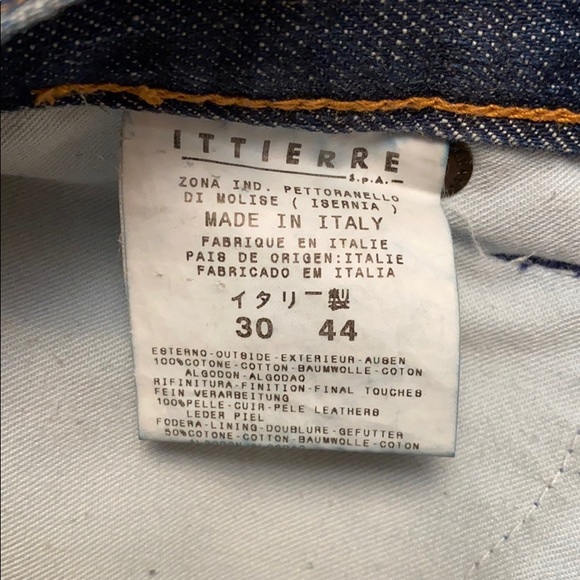 ITTIERRE
S.p.A.
ZONA IND. PETTORANELLO
DI MOLISE ( ISERNIA )
MADE IN ITALY
FABRIQUE EN ITALIE
PAIS DE ORIGEN:ITALIE
FABRICADO EM ITALIA
イタリー製
30 44
ESTERNO-OUTSIDE-EXTERIEUR-AUßEN
100%COTONE-COTTON-BAUMWOLLE-COTON
ALGODON-ALGODAO
RIFINITURA-FINITION-FINAL TOUCHES
FEIN VERARBEITUNG
100%PELLE-CUIR-PELE LEATHERS
LEDER PIEL
FODERA-LINING-DOUBLURE-GEFUTTER
50%COTONE-COTTON-BAUMWOLLE-COTON